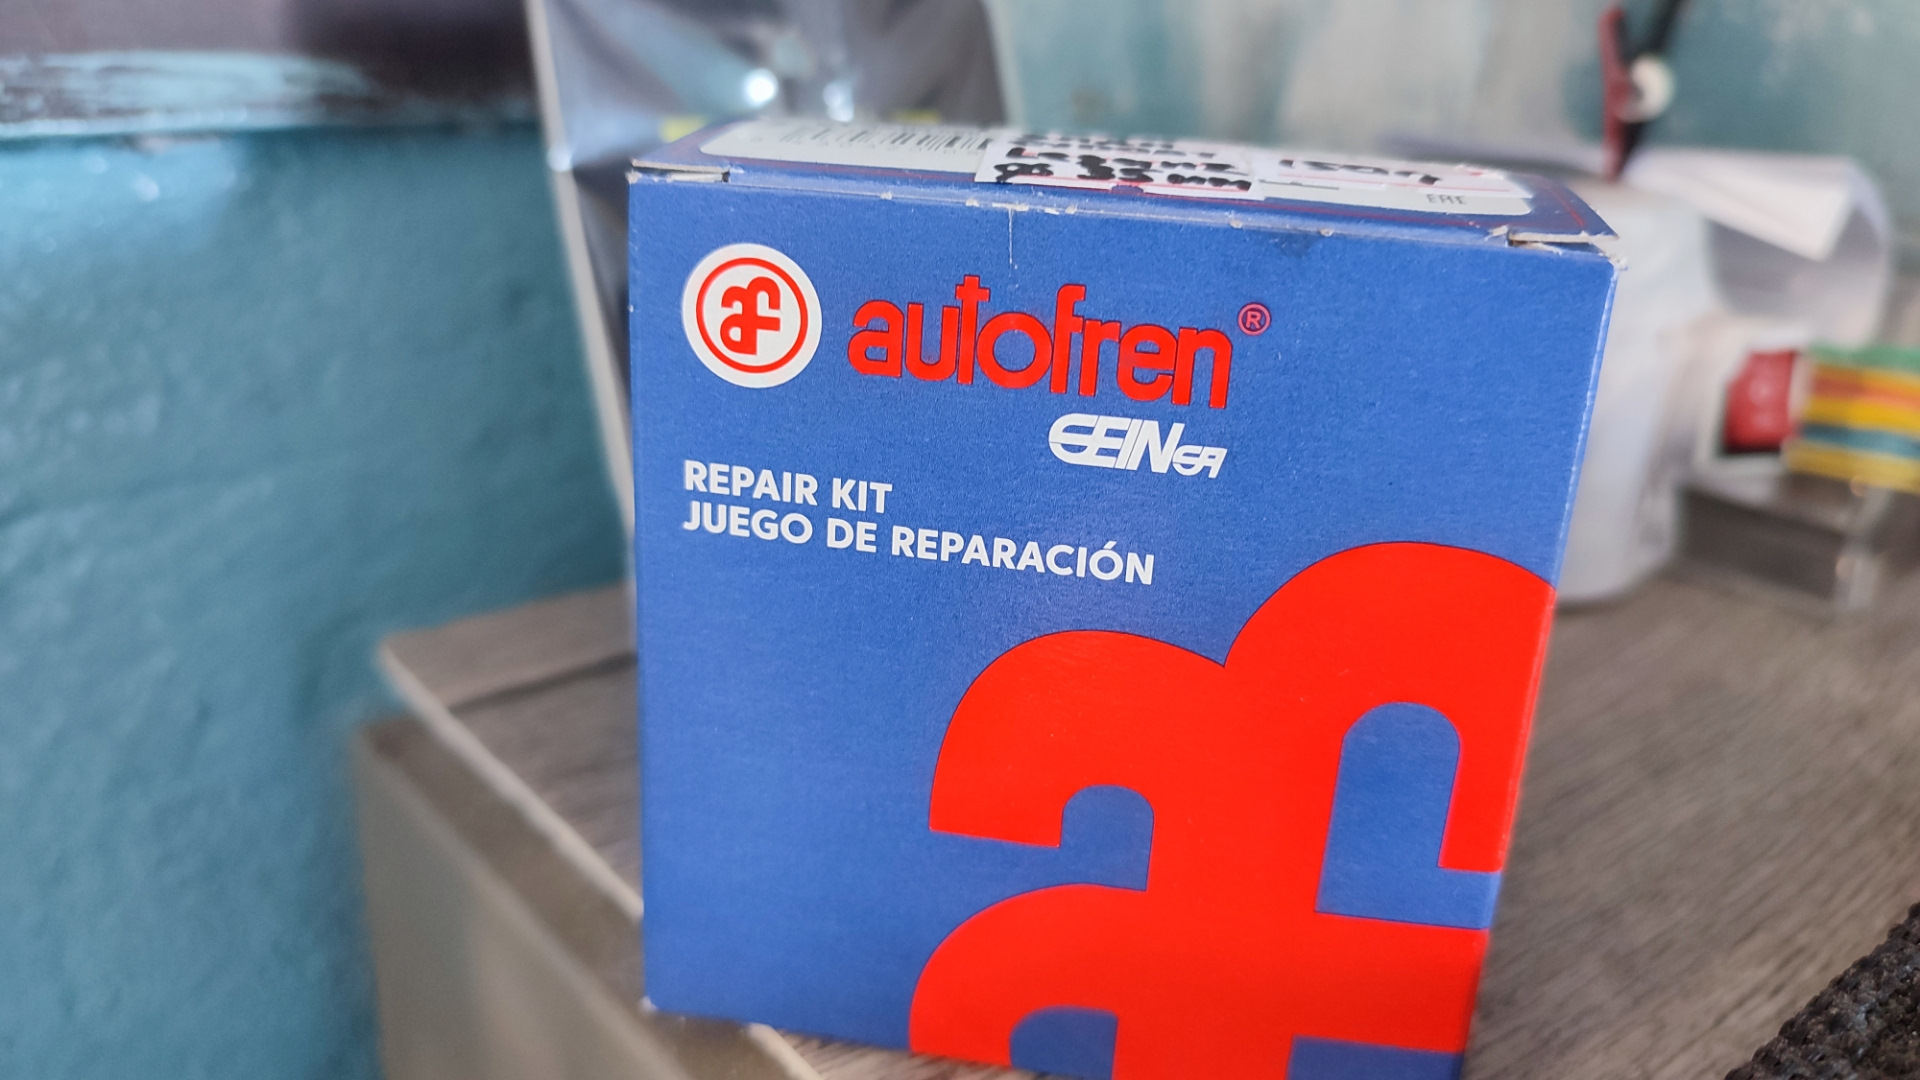 af
autofren®
SEINsa
REPAIR KIT
JUEGO DE REPARACIÓN
af